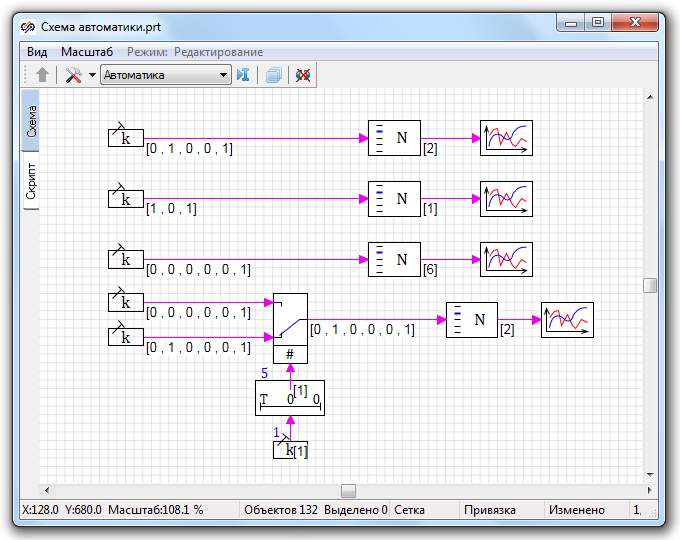 Схема автоматики.prt
Вид Масштаб Режим: Редактирование
Автоматика
Схема
Скрипт
k [0 , 1 , 0 , 0 , 1] N [2]
k [1 , 0 , 1] N [1]
k [0 , 0 , 0 , 0 , 0 , 1] N [6]
k [0 , 0 , 0 , 0 , 0 , 1]
k [0 , 1 , 0 , 0 , 0 , 1]
# [0 , 1 , 0 , 0 , 0 , 1] N [2]
5
T 0 0 [1]
1
k [1]
X:128.0 Y:680.0 Масштаб:108.1 % Объектов 132 Выделено 0 Сетка Привязка Изменено 1,